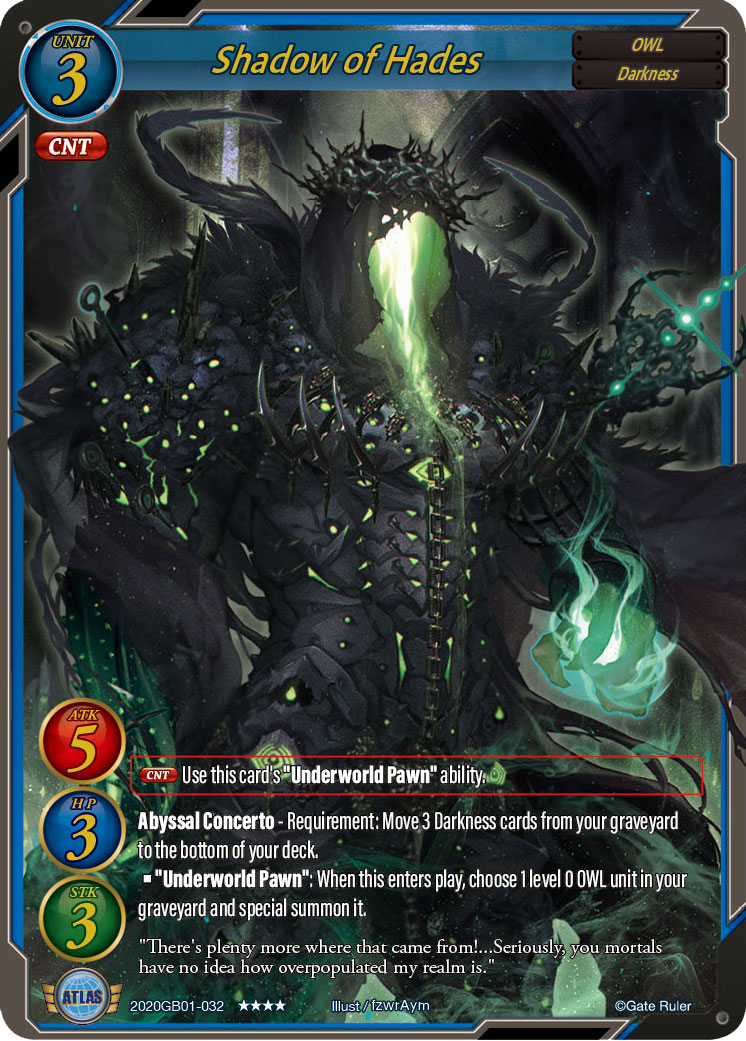 UNIT
3
Shadow of Hades
OWL
Darkness
CNT
ATK
5
HP
3
STK
3
CNT Use this card's "Underworld Pawn" ability.
Abyssal Concerto - Requirement: Move 3 Darkness cards from your graveyard
to the bottom of your deck.
▪ "Underworld Pawn": When this enters play, choose 1 level 0 OWL unit in your
graveyard and special summon it.
"There's plenty more where that came from!...Seriously, you mortals
have no idea how overpopulated my realm is."
ATLAS
2020GB01-032 ★★★★ Illust / fzwrAym ©Gate Ruler